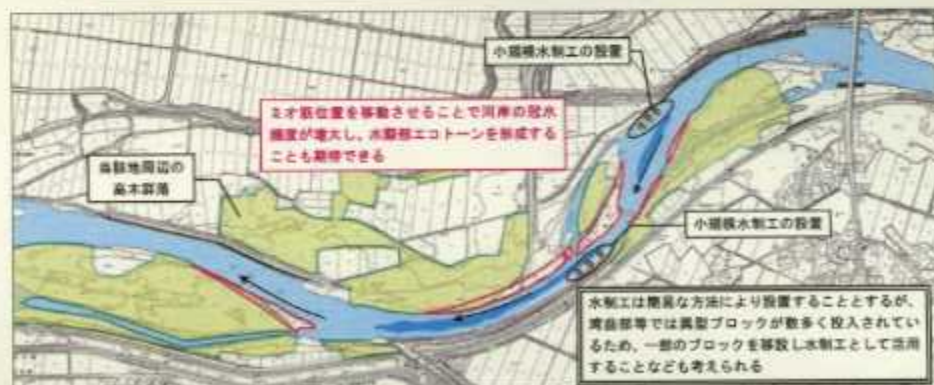 小規模水制工の設置
ミオ筋位置を移動させることで河岸の冠水
頻度が増大し、水際部エコトーンを形成する
ことも期待できる
当該地周辺の
高木群落
小規模水制工の設置
水制工は簡易な方法により設置することとするが、
湾曲部等では異型ブロックが数多く投入されてい
るため、一部のブロックを移設し水制工として活用
することなども考えられる